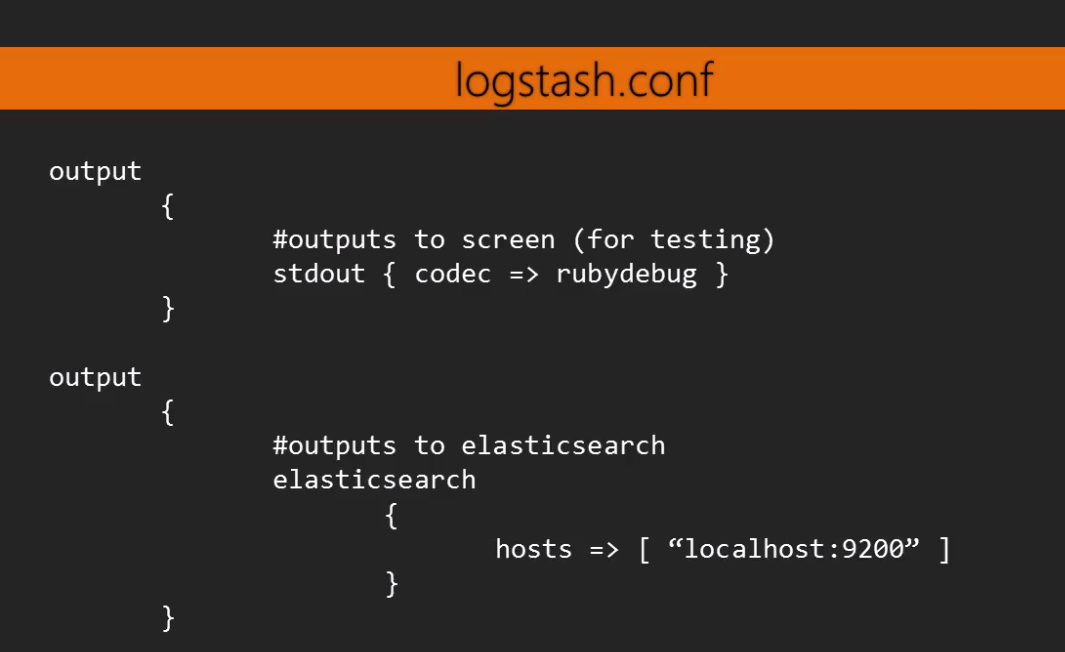 logstash.conf
output
{
#outputs to screen (for testing)
stdout { codec => rubydebug }
}
output
{
#outputs to elasticsearch
elasticsearch
{
hosts => [ “localhost:9200” ]
}
}